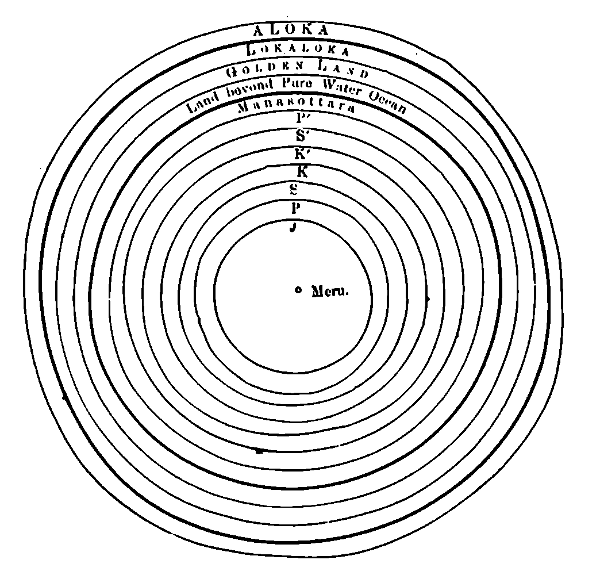 ALOKA
LOKALOKA
GOLDEN LAND
Land beyond Pure Water Ocean
Manasottara
P'
S'
K'
K
S
P
J
Meru.